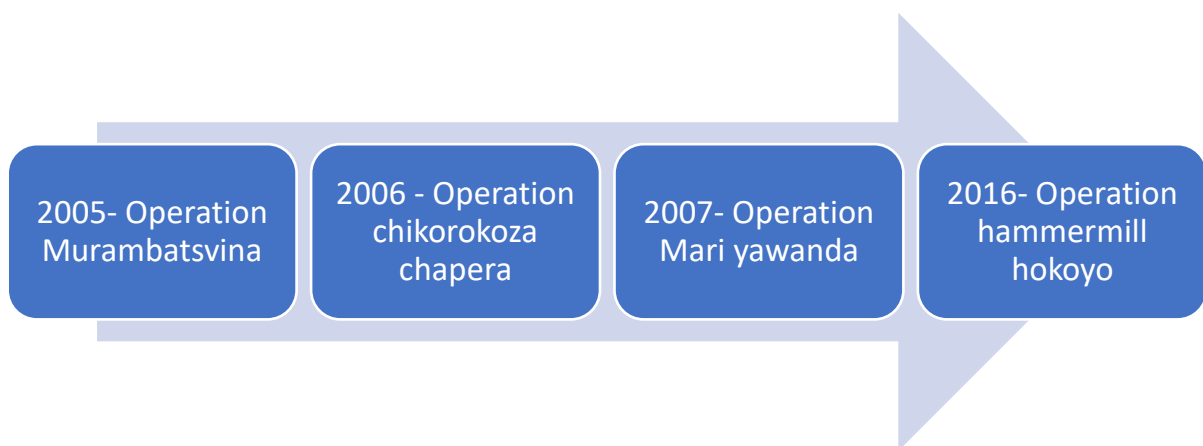 2005- Operation
Murambatsvina
2006 - Operation
chikorokoza
chapera
2007- Operation
Mari yawanda
2016- Operation
hammermill
hokoyo